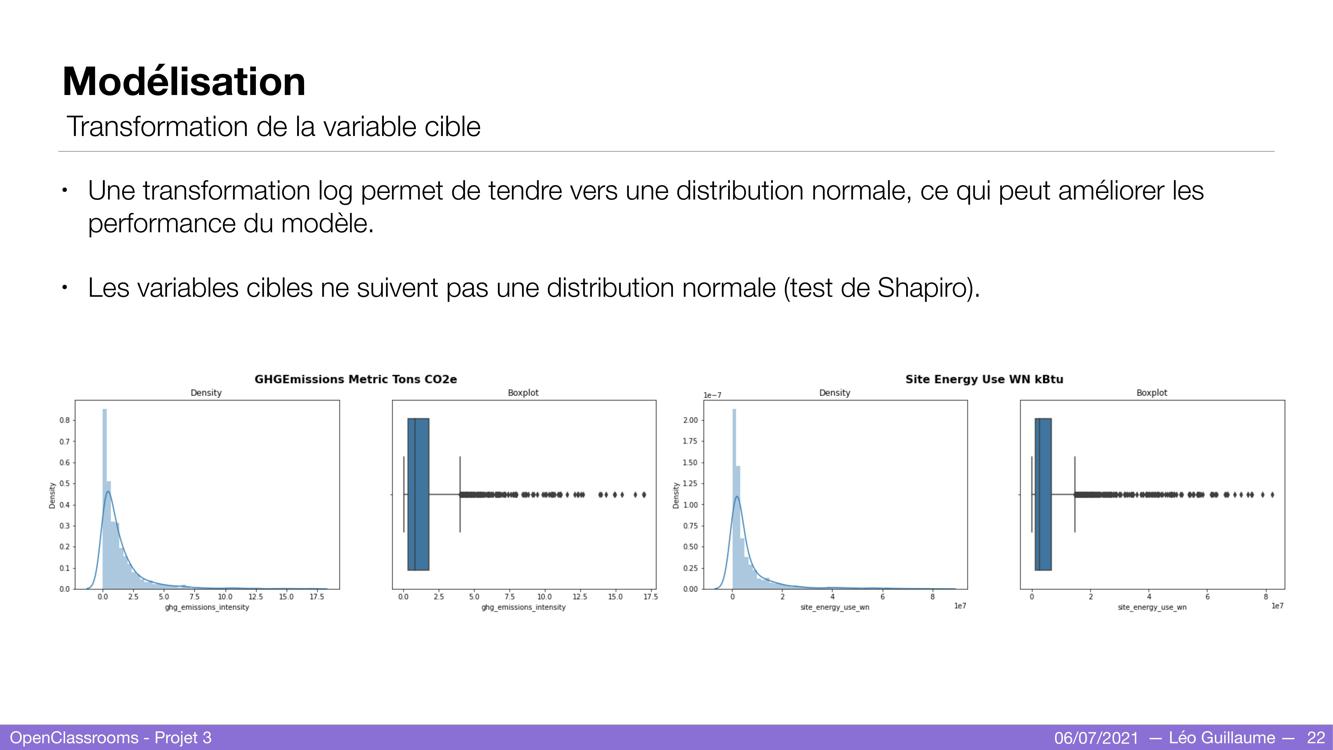 Modélisation
Transformation de la variable cible
• Une transformation log permet de tendre vers une distribution normale, ce qui peut améliorer les
performance du modèle.
• Les variables cibles ne suivent pas une distribution normale (test de Shapiro).
GHGEmissions Metric Tons CO2e
Density
Density
0.8
0.7
0.6
0.5
0.4
0.3
0.2
0.1
0.0
0.0 2.5 5.0 7.5 10.0 12.5 15.0 17.5
ghg_emissions_intensity
Boxplot
0.0 2.5 5.0 7.5 10.0 12.5 15.0 17.5
ghg_emissions_intensity
Site Energy Use WN kBtu
Density
1e−7
Density
2.00
1.75
1.50
1.25
1.00
0.75
0.50
0.25
0.00
0 2 4 6 8
1e7
site_energy_use_wn
Boxplot
0 2 4 6 8
1e7
site_energy_use_wn
OpenClassrooms - Projet 3
06/07/2021 — Léo Guillaume — 22